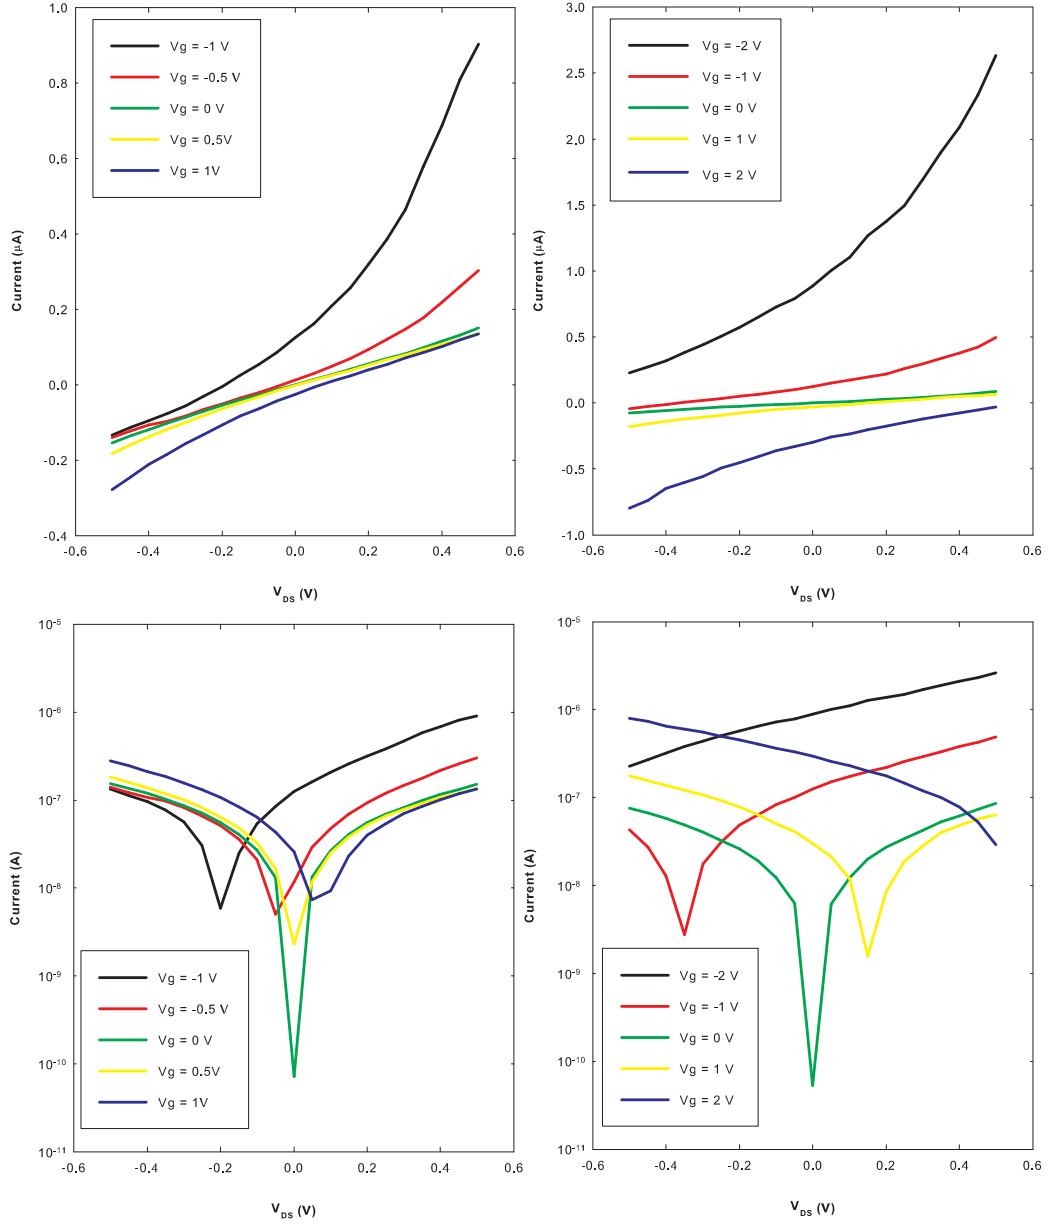 1.0
0.8
0.6
0.4
0.2
0.0
-0.2
-0.4
Current (μA)
Vg = -1 V
Vg = -0.5 V
Vg = 0 V
Vg = 0.5V
Vg = 1V
-0.6 -0.4 -0.2 0.0 0.2 0.4 0.6
V_DS (V)
3.0
2.5
2.0
1.5
1.0
0.5
0.0
-0.5
-1.0
Current (μA)
Vg = -2 V
Vg = -1 V
Vg = 0 V
Vg = 1 V
Vg = 2 V
-0.6 -0.4 -0.2 0.0 0.2 0.4 0.6
V_DS (V)
10^-5
10^-6
10^-7
10^-8
10^-9
10^-10
10^-11
Current (A)
Vg = -1 V
Vg = -0.5 V
Vg = 0 V
Vg = 0.5V
Vg = 1V
-0.6 -0.4 -0.2 0.0 0.2 0.4 0.6
V_DS (V)
10^-5
10^-6
10^-7
10^-8
10^-9
10^-10
10^-11
Current (A)
Vg = -2 V
Vg = -1 V
Vg = 0 V
Vg = 1 V
Vg = 2 V
-0.6 -0.4 -0.2 0.0 0.2 0.4 0.6
V_DS (V)